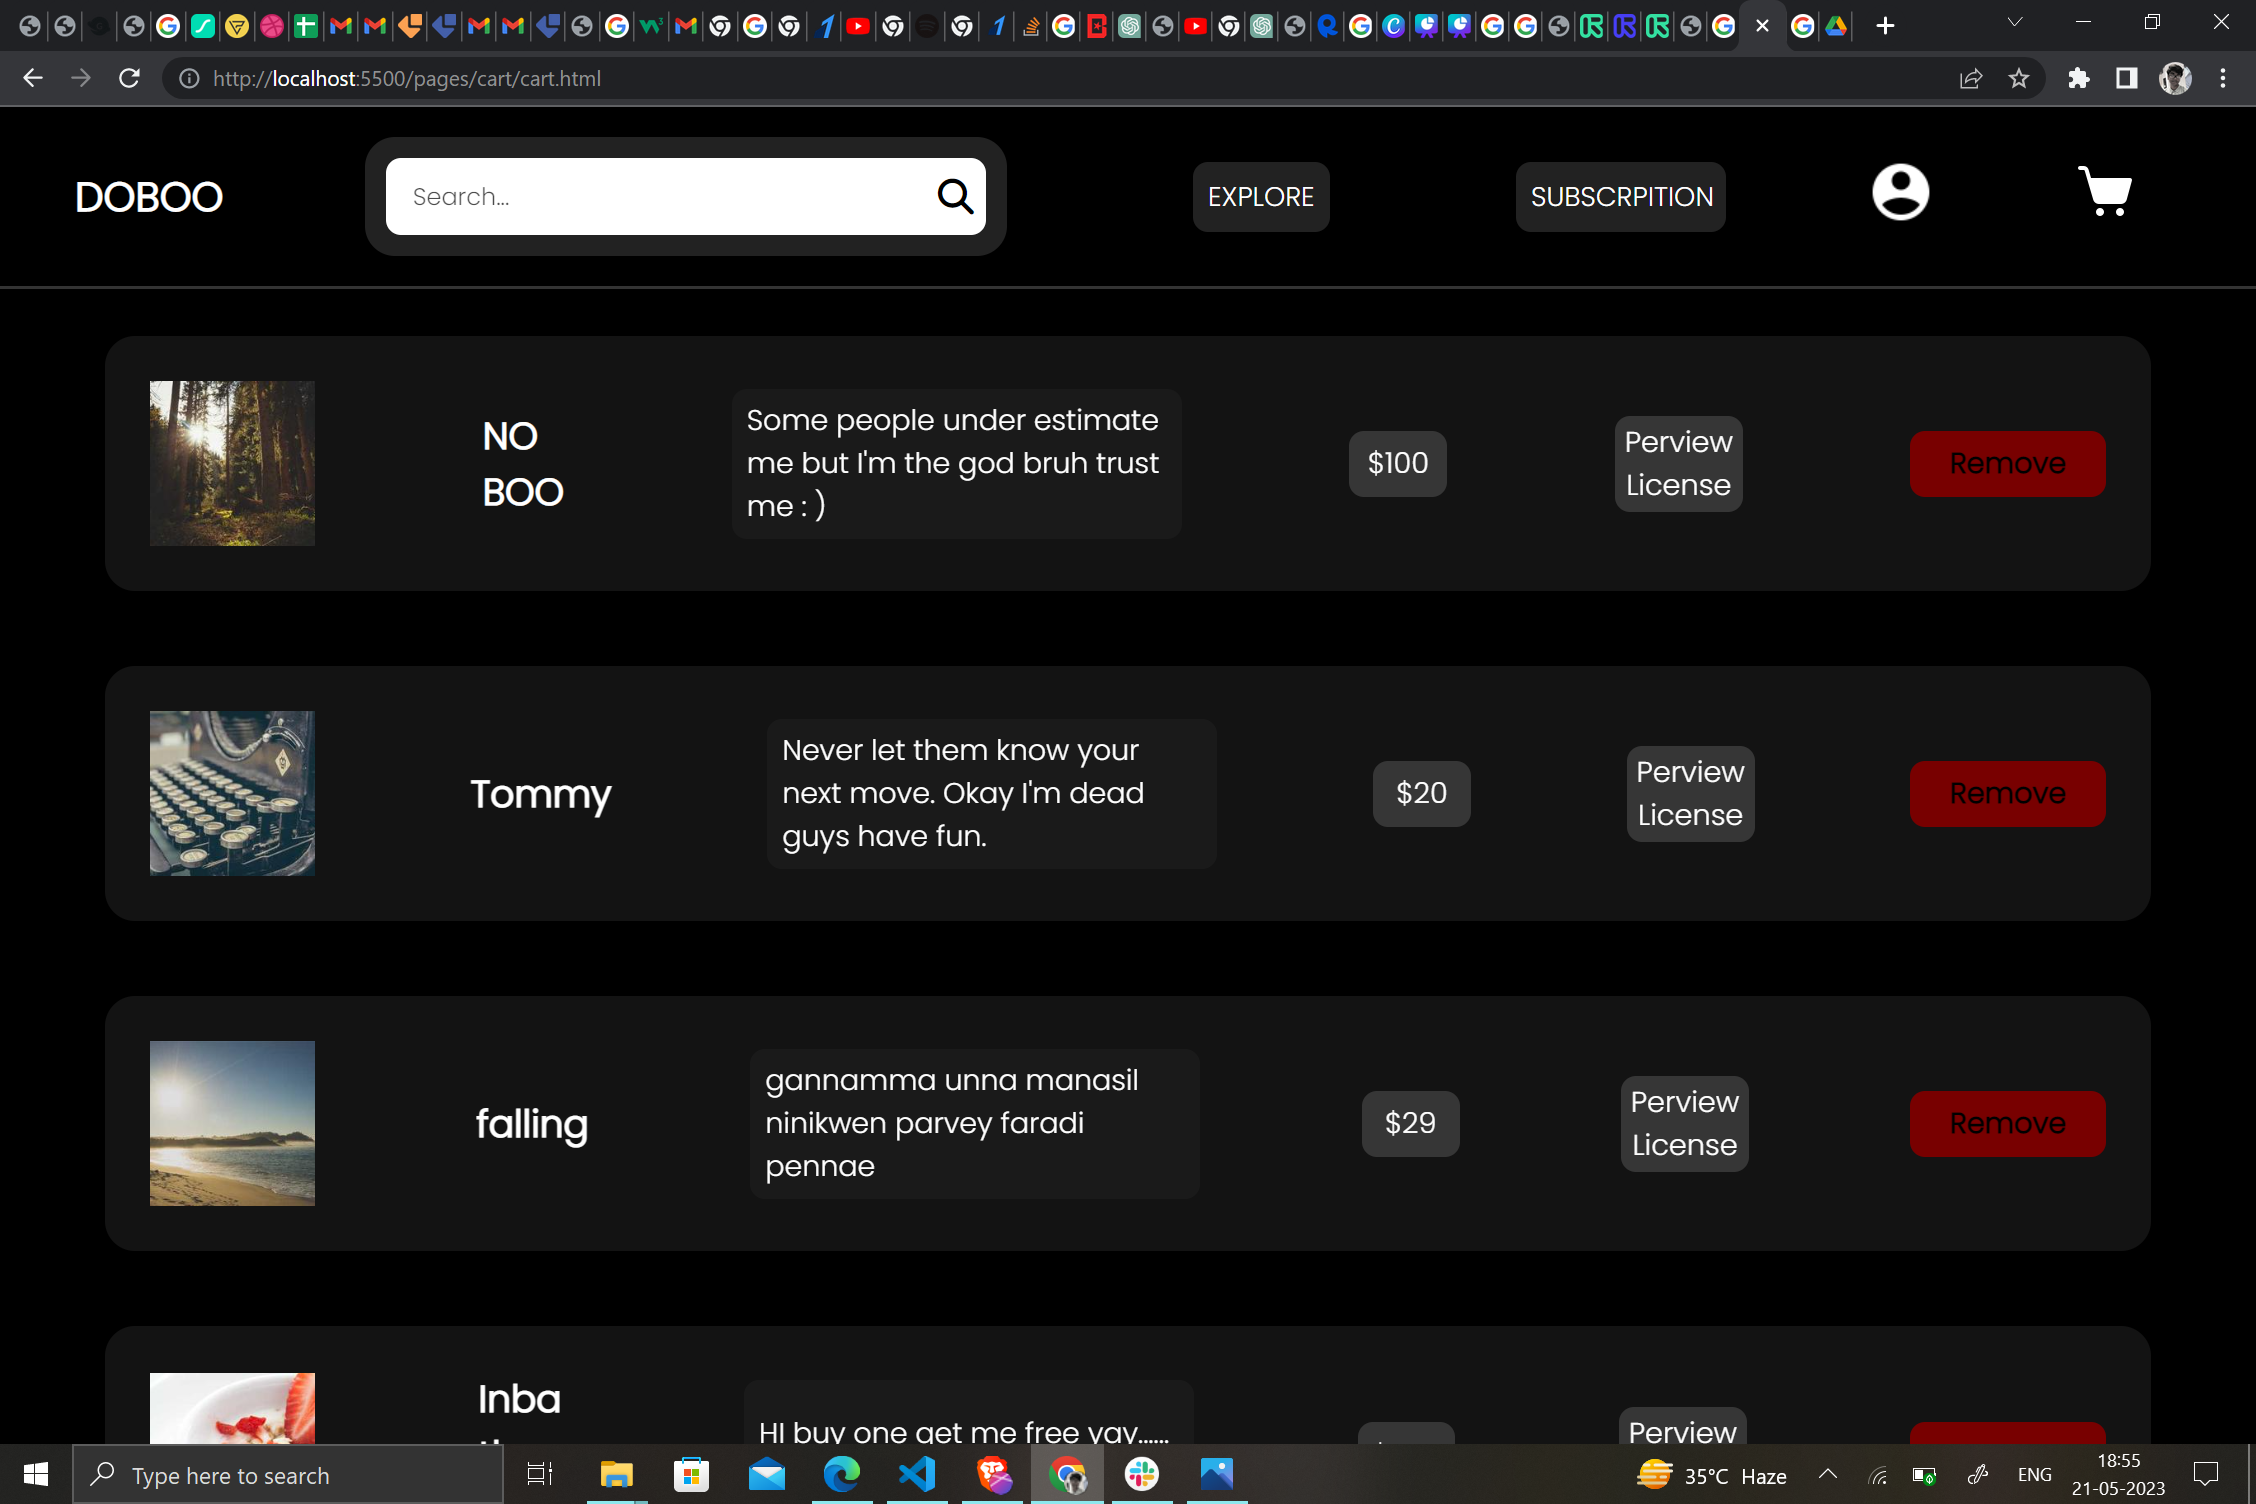 http://localhost:5500/pages/cart/cart.html
DOBOO
Search...
EXPLORE
SUBSCRPITION
NO
BOO
Some people under estimate
me but I'm the god bruh trust
me : )
$100
Perview
License
Remove
Tommy
Never let them know your
next move. Okay I'm dead
guys have fun.
$20
Perview
License
Remove
falling
gannamma unna manasil
ninikwen parvey faradi
pennae
$29
Perview
License
Remove
Inba
HI buy one get me free yay......
Perview
Type here to search
35°C Haze
ENG
18:55
21-05-2023